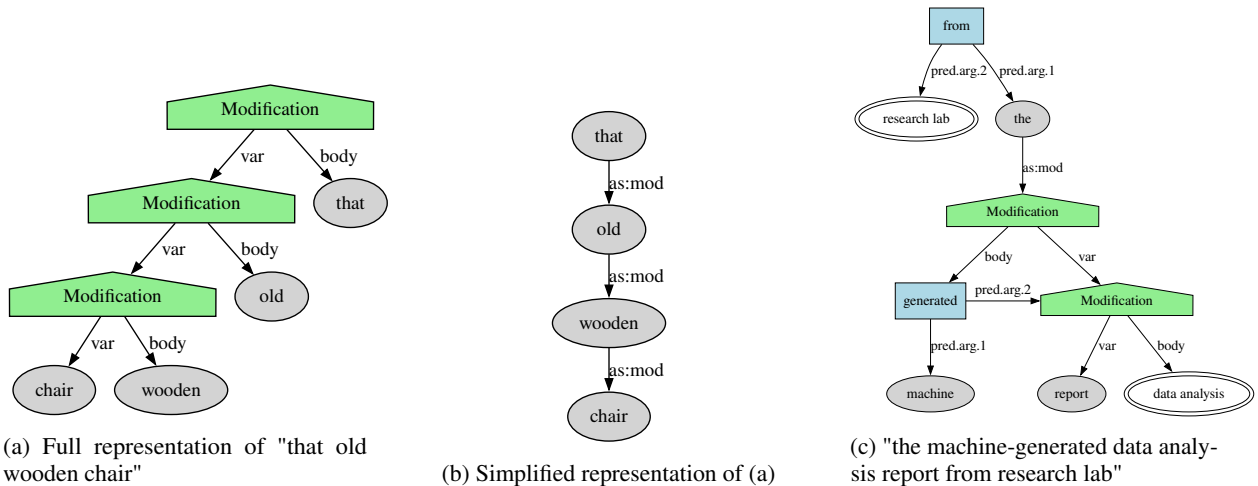 Modification
var
body
Modification
that
var
body
Modification
old
var
body
chair
wooden
(a) Full representation of "that old
wooden chair"
that
as:mod
old
as:mod
wooden
as:mod
chair
(b) Simplified representation of (a)
from
pred.arg.2
pred.arg.1
research lab
the
as:mod
Modification
body
var
generated
pred.arg.2
Modification
pred.arg.1
var
body
machine
report
data analysis
(c) "the machine-generated data analy-
sis report from research lab"